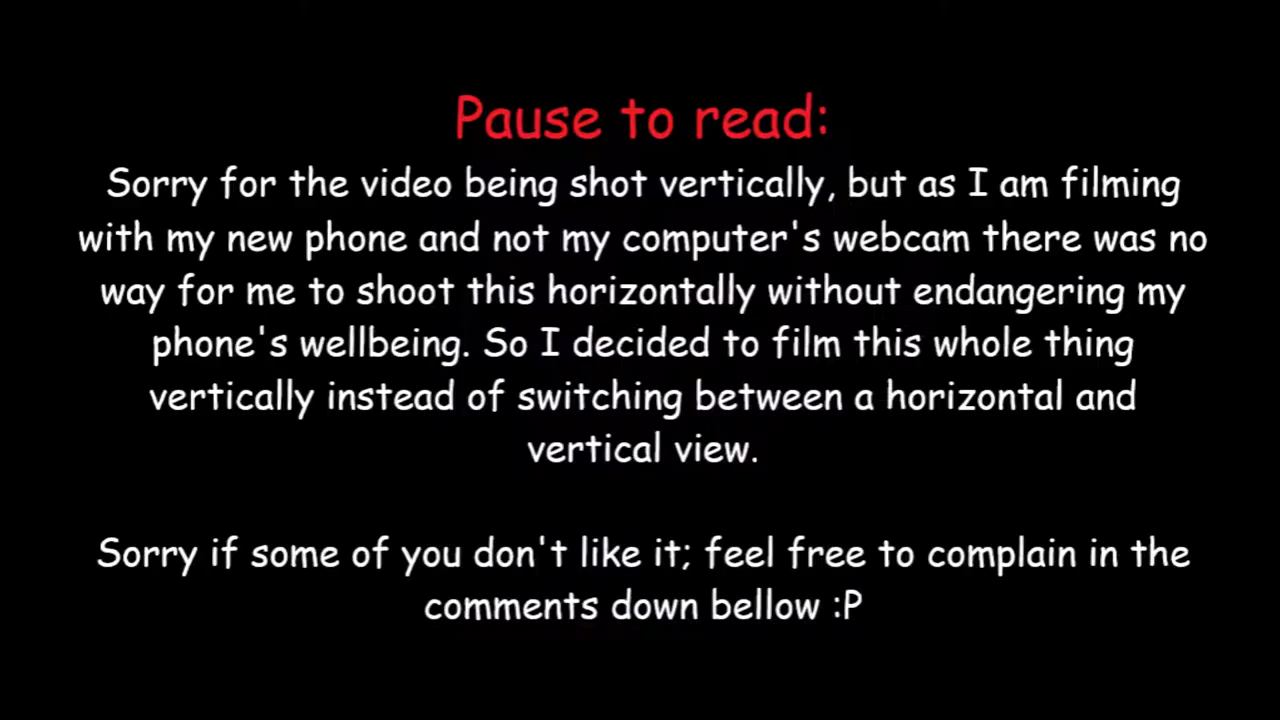 Pause to read:
Sorry for the video being shot vertically, but as I am filming
with my new phone and not my computer's webcam there was no
way for me to shoot this horizontally without endangering my
phone's wellbeing. So I decided to film this whole thing
vertically instead of switching between a horizontal and
vertical view.
Sorry if some of you don't like it; feel free to complain in the
comments down bellow :P